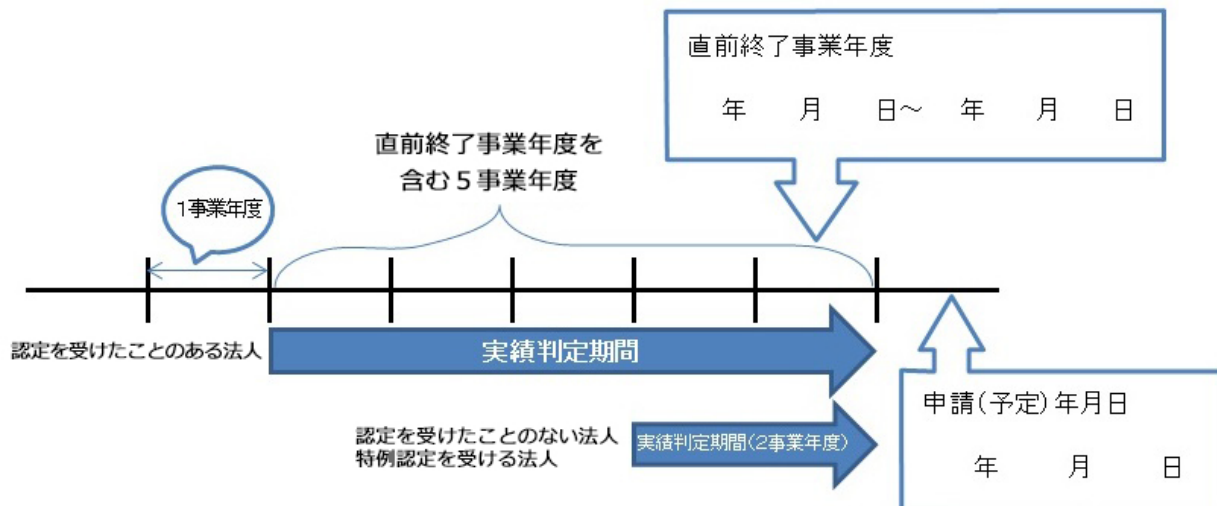 直前終了事業年度
年 月 日～ 年 月 日
直前終了事業年度を
含む５事業年度
1事業年度
認定を受けたことのある法人
実績判定期間
認定を受けたことのない法人
特例認定を受ける法人
実績判定期間(2事業年度)
申請(予定)年月日
年 月 日